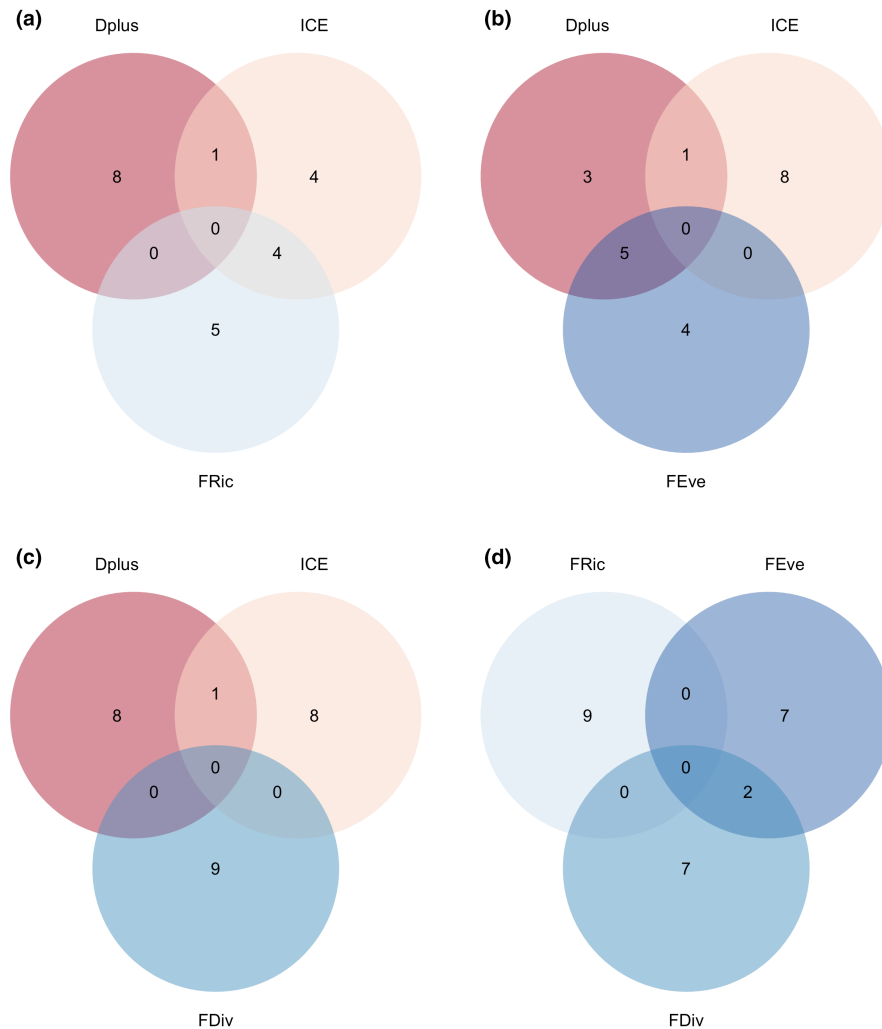 (a)
Dplus ICE
1
8 4
0
0 4
5
FRic
(b)
Dplus ICE
1
3 8
0
5 0
4
FEve
(c)
Dplus ICE
1
8 8
0
0 0
9
FDiv
(d)
FRic FEve
0
9 7
0
0 2
7
FDiv